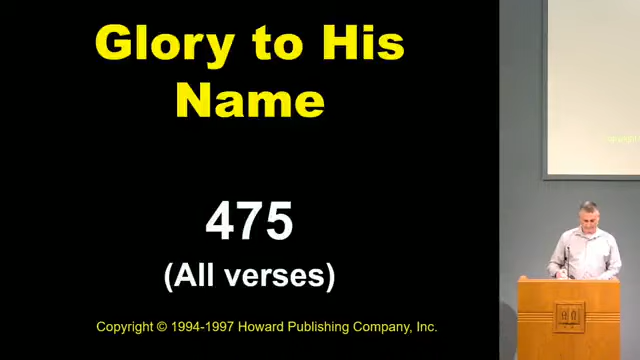 Glory to His
Name
475
(All verses)
Copyright © 1994-1997 Howard Publishing Company, Inc.